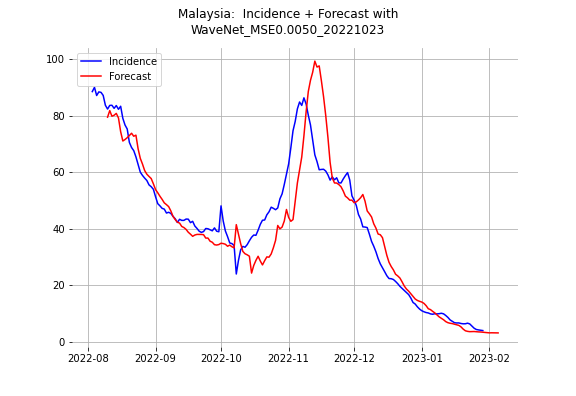 Malaysia:  Incidence + Forecast with
WaveNet_MSE0.0050_20221023
Incidence
Forecast
100
80
60
40
20
0
2022-08 2022-09 2022-10 2022-11 2022-12 2023-01 2023-02